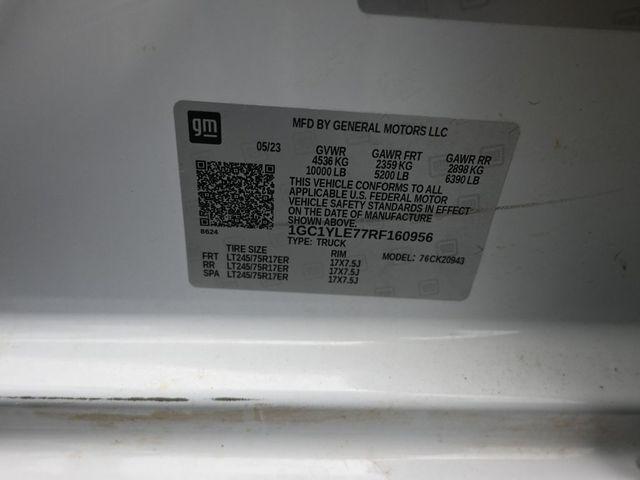 gm
MFD BY GENERAL MOTORS LLC
05/23 GVWR GAWR FRT GAWR RR
4536 KG 2359 KG 2898 KG
10000 LB 5200 LB 6390 LB
THIS VEHICLE CONFORMS TO ALL
APPLICABLE U.S. FEDERAL MOTOR
VEHICLE SAFETY STANDARDS IN EFFECT
ON THE DATE OF MANUFACTURE
SHOWN ABOVE.
8624
1GC1YLE77RF160956
TYPE: TRUCK MODEL: 76CK20943
TIRE SIZE RIM
FRT LT245/75R17ER 17X7.5J
RR LT245/75R17ER 17X7.5J
SPA LT245/75R17ER 17X7.5J